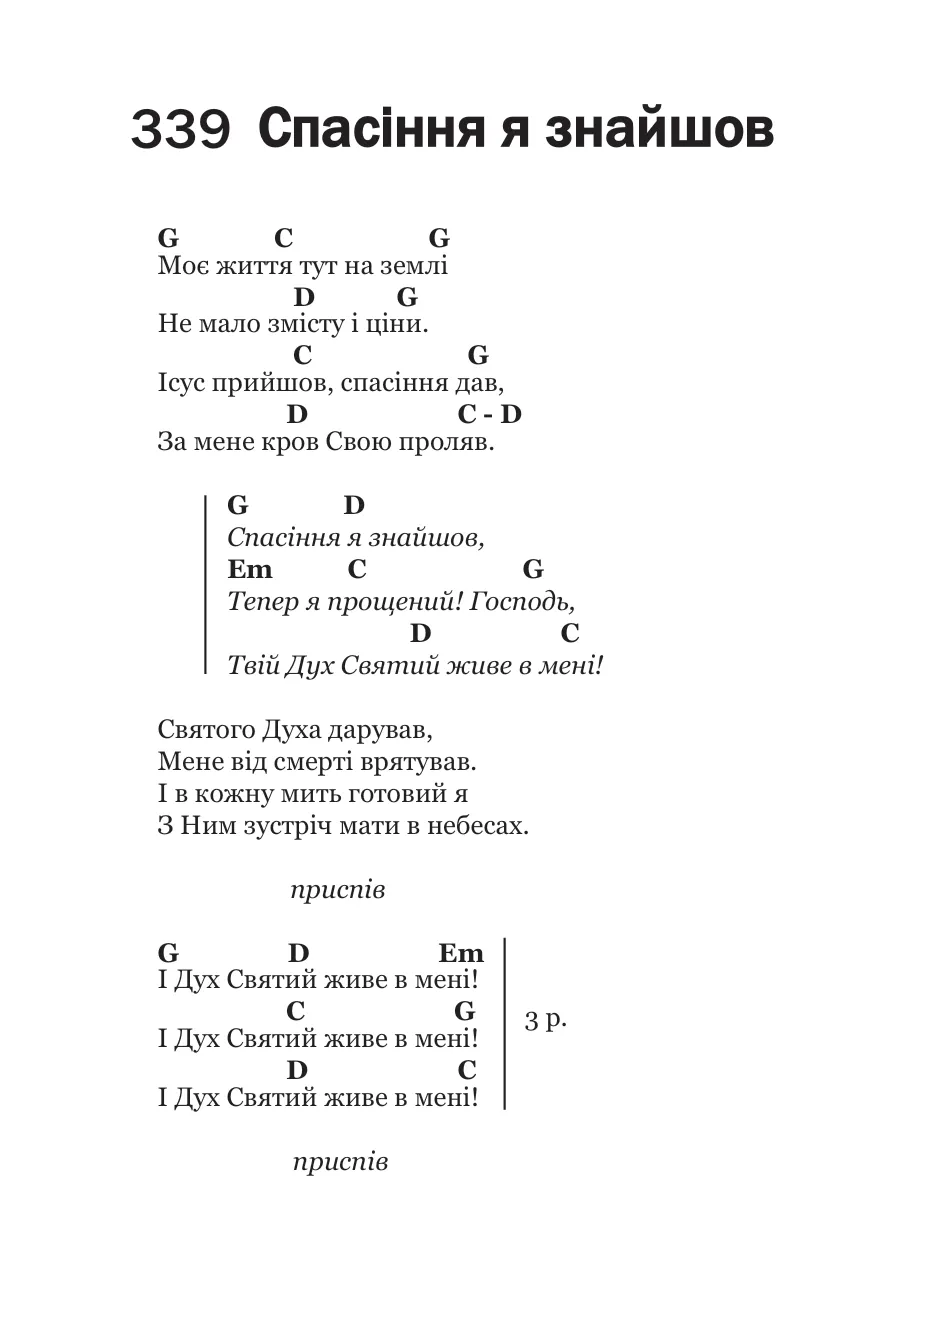 339 Спасіння я знайшов
G C G
Моє життя тут на землі
D G
Не мало змісту і ціни.
C G
Ісус прийшов, спасіння дав,
D C - D
За мене кров Свою проляв.
G D
Спасіння я знайшов,
Em C G
Тепер я прощений! Господь,
D C
Твій Дух Святий живе в мені!
Святого Духа дарував,
Мене від смерті врятував.
І в кожну мить готовий я
З Ним зустріч мати в небесах.
приспів
G D Em
І Дух Святий живе в мені!
C G
І Дух Святий живе в мені!
3 р.
D C
І Дух Святий живе в мені!
приспів